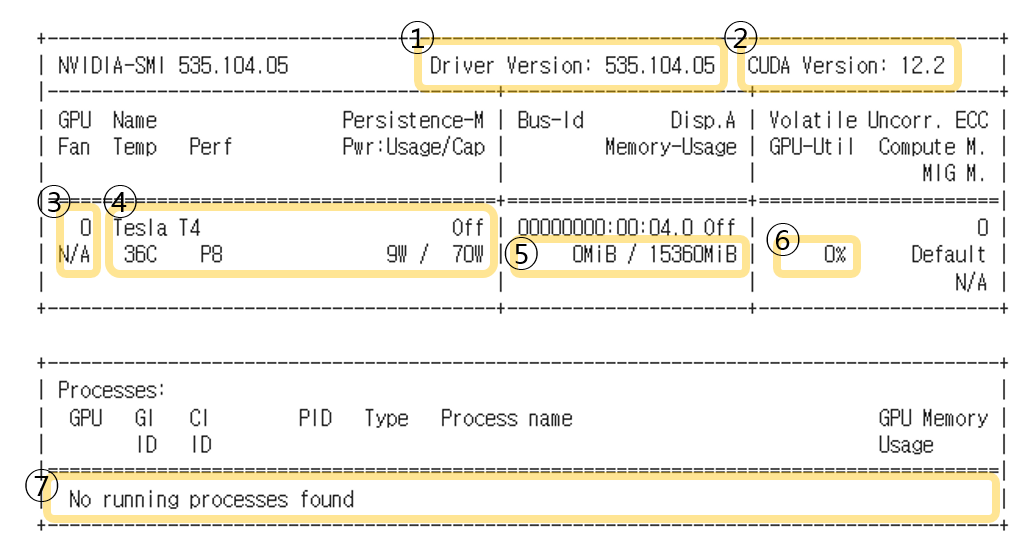 ① ②
+-----------------------------------------------------------------------------------------+
| NVIDIA-SMI 535.104.05 Driver Version: 535.104.05 CUDA Version: 12.2 |
|-----------------------------------------+----------------------+----------------------+
| GPU Name Persistence-M | Bus-Id Disp.A | Volatile Uncorr. ECC |
| Fan Temp Perf Pwr:Usage/Cap | Memory-Usage | GPU-Util Compute M. |
| | | MIG M. |
③ ④
|=========================================+======================+======================|
| 0 Tesla T4 Off | 00000000:00:04.0 Off | 0 |
⑤ ⑥
| N/A 36C P8 9W / 70W | 0MiB / 15360MiB | 0% Default |
| | | N/A |
+-----------------------------------------+----------------------+----------------------+
+-----------------------------------------------------------------------------------------+
| Processes: |
| GPU GI CI PID Type Process name GPU Memory |
| ID ID Usage |
⑦
|=========================================================================================|
| No running processes found |
+-----------------------------------------------------------------------------------------+